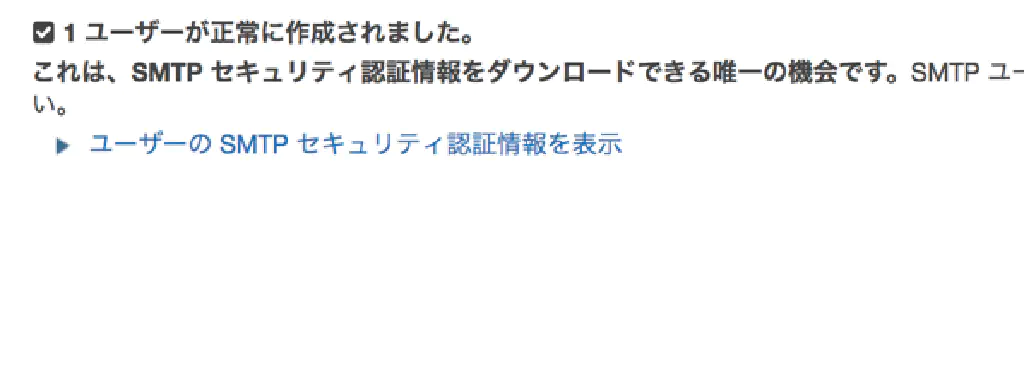 1 ユーザーが正常に作成されました。
これは、SMTP セキュリティ認証情報をダウンロードできる唯一の機会です。SMTP ユー
い。
ユーザーの SMTP セキュリティ認証情報を表示